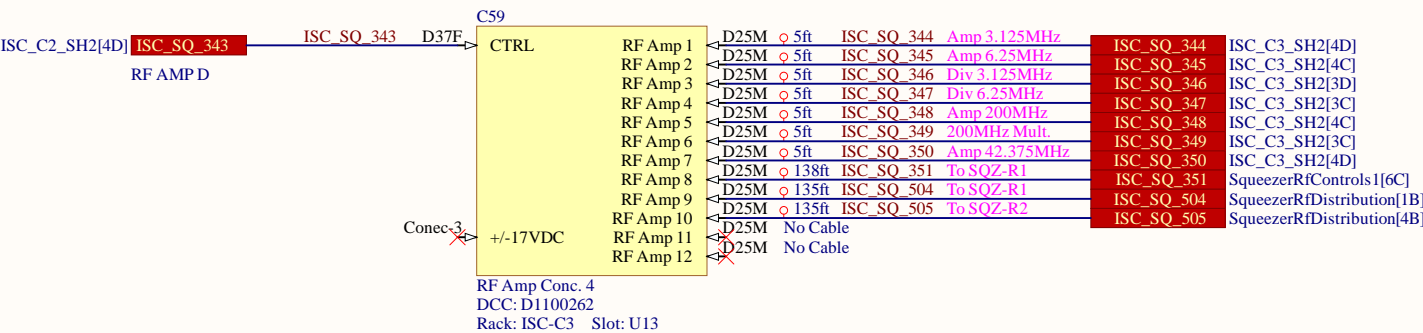 C59
ISC_C2_SH2[4D] ISC_SQ_343 ISC_SQ_343 D37F CTRL
RF AMP D
RF Amp 1 D25M 5ft ISC_SQ_344 Amp 3.125MHz ISC_SQ_344 ISC_C3_SH2[4D]
RF Amp 2 D25M 5ft ISC_SQ_345 Amp 6.25MHz ISC_SQ_345 ISC_C3_SH2[4C]
RF Amp 3 D25M 5ft ISC_SQ_346 Div 3.125MHz ISC_SQ_346 ISC_C3_SH2[3D]
RF Amp 4 D25M 5ft ISC_SQ_347 Div 6.25MHz ISC_SQ_347 ISC_C3_SH2[3C]
RF Amp 5 D25M 5ft ISC_SQ_348 Amp 200MHz ISC_SQ_348 ISC_C3_SH2[4C]
RF Amp 6 D25M 5ft ISC_SQ_349 200MHz Mult. ISC_SQ_349 ISC_C3_SH2[3C]
RF Amp 7 D25M 5ft ISC_SQ_350 Amp 42.375MHz ISC_SQ_350 ISC_C3_SH2[4D]
RF Amp 8 D25M 138ft ISC_SQ_351 To SQZ-R1 ISC_SQ_351 SqueezerRfControls1[6C]
RF Amp 9 D25M 135ft ISC_SQ_504 To SQZ-R1 ISC_SQ_504 SqueezerRfDistribution[1B]
RF Amp 10 D25M 135ft ISC_SQ_505 To SQZ-R2 ISC_SQ_505 SqueezerRfDistribution[4B]
Conec-3 +/-17VDC RF Amp 11 D25M No Cable
RF Amp 12 D25M No Cable
RF Amp Conc. 4
DCC: D1100262
Rack: ISC-C3 Slot: U13